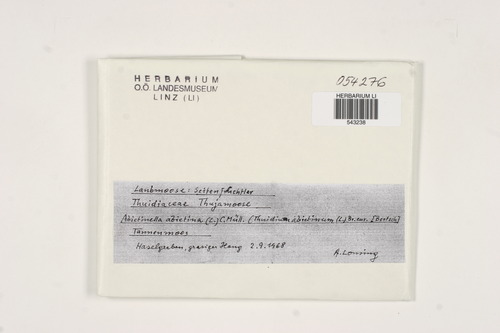 HERBARIUM
O.Ö. LANDESMUSEUM
LINZ (LI)
054276
HERBARIUM LI
543238
Laubmoose: Seitenfrüchtler
Thuidiaceae Thujamoose
Abietinella abietina (L.) C. Müll. (Thuidium abietinum (L.) Br. eur. [Bertsch]
Tannenmoos
Haselgraben, grasiger Hang 2.9.1968
A. Lonsing